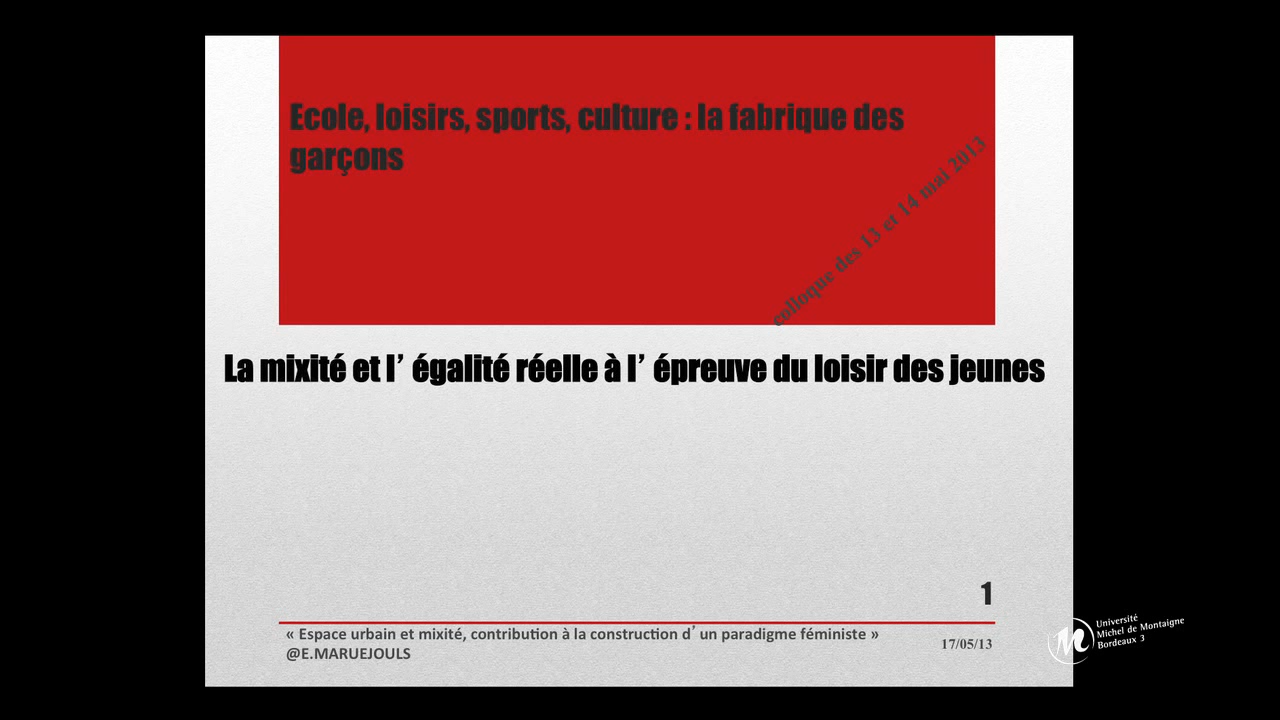 Ecole, loisirs, sports, culture : la fabrique des
garçons
colloque des 13 et 14 mai 2013
La mixité et l’ égalité réelle à l’ épreuve du loisir des jeunes
1
« Espace urbain et mixité, contribution à la construction d’ un paradigme féministe »
@E.MARUEJOULS
17/05/13
Université
Michel de Montaigne
Bordeaux 3